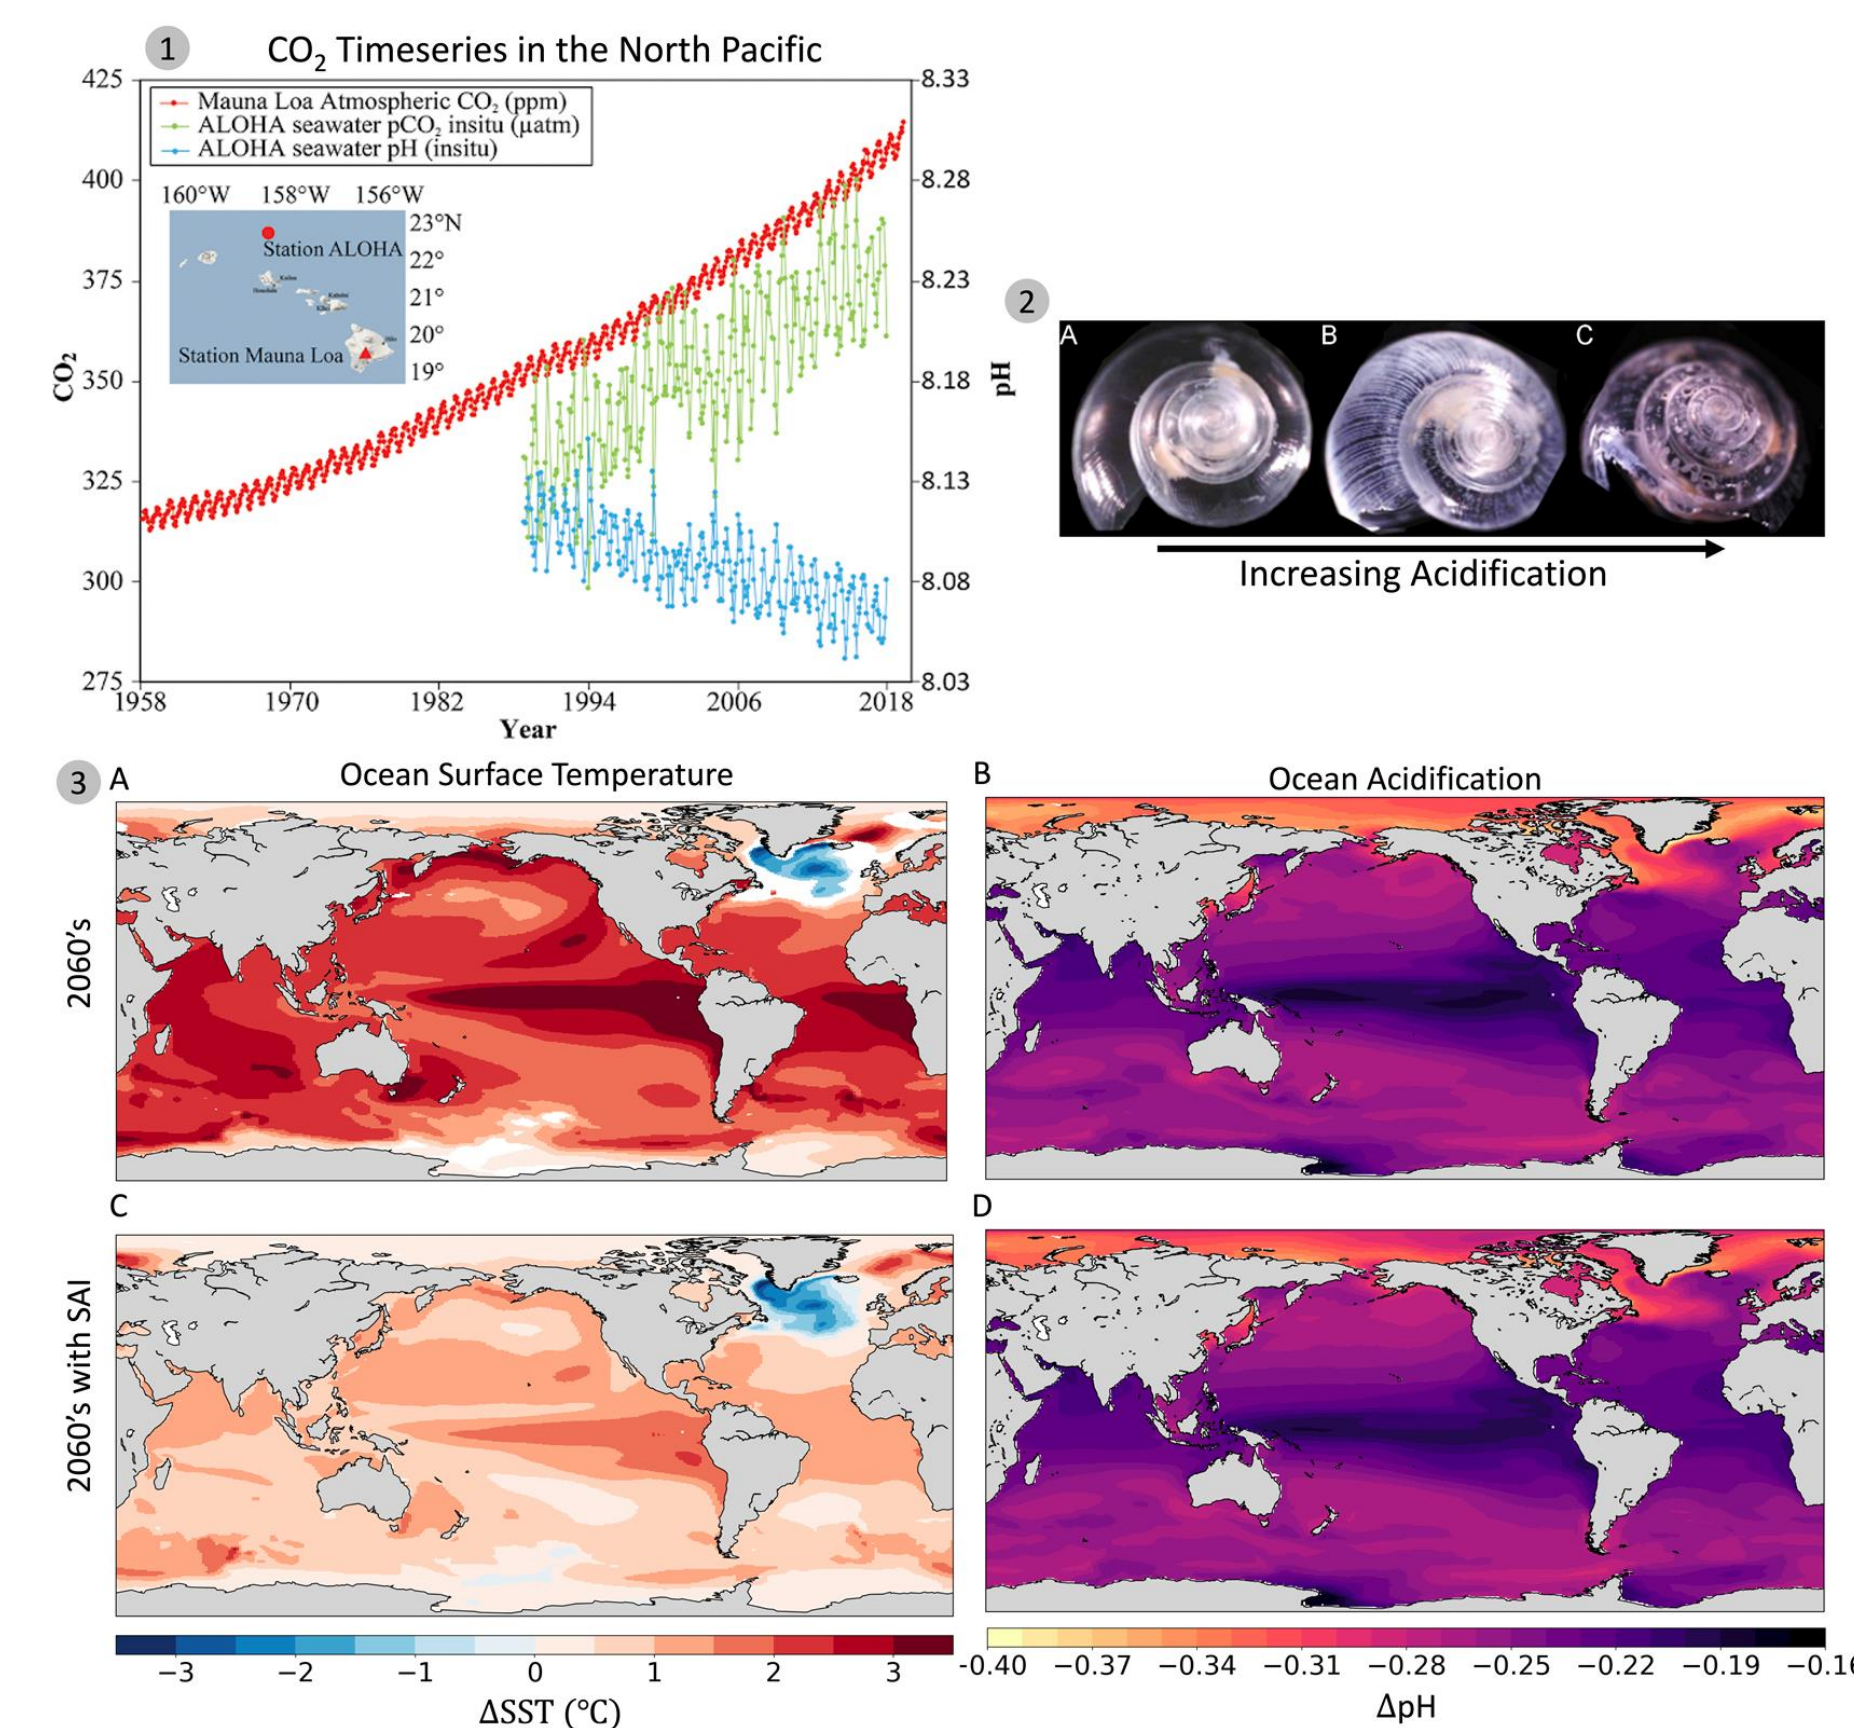 1
CO₂ Timeseries in the North Pacific
425
400
375
350
325
300
275
CO₂
8.33
8.28
8.23
8.18
8.13
8.08
8.03
pH
Mauna Loa Atmospheric CO₂ (ppm)
ALOHA seawater pCO₂ insitu (µatm)
ALOHA seawater pH (insitu)
160°W 158°W 156°W
23°N
Station ALOHA
22°
21°
20°
Station Mauna Loa
19°
1958 1970 1982 1994 2006 2018
Year
2
A B C
Increasing Acidification
3
A Ocean Surface Temperature
B Ocean Acidification
2060's
C
D
2060's with SAI
−3 −2 −1 0 1 2 3
ΔSST (°C)
−0.40 −0.37 −0.34 −0.31 −0.28 −0.25 −0.22 −0.19 −0.16
ΔpH